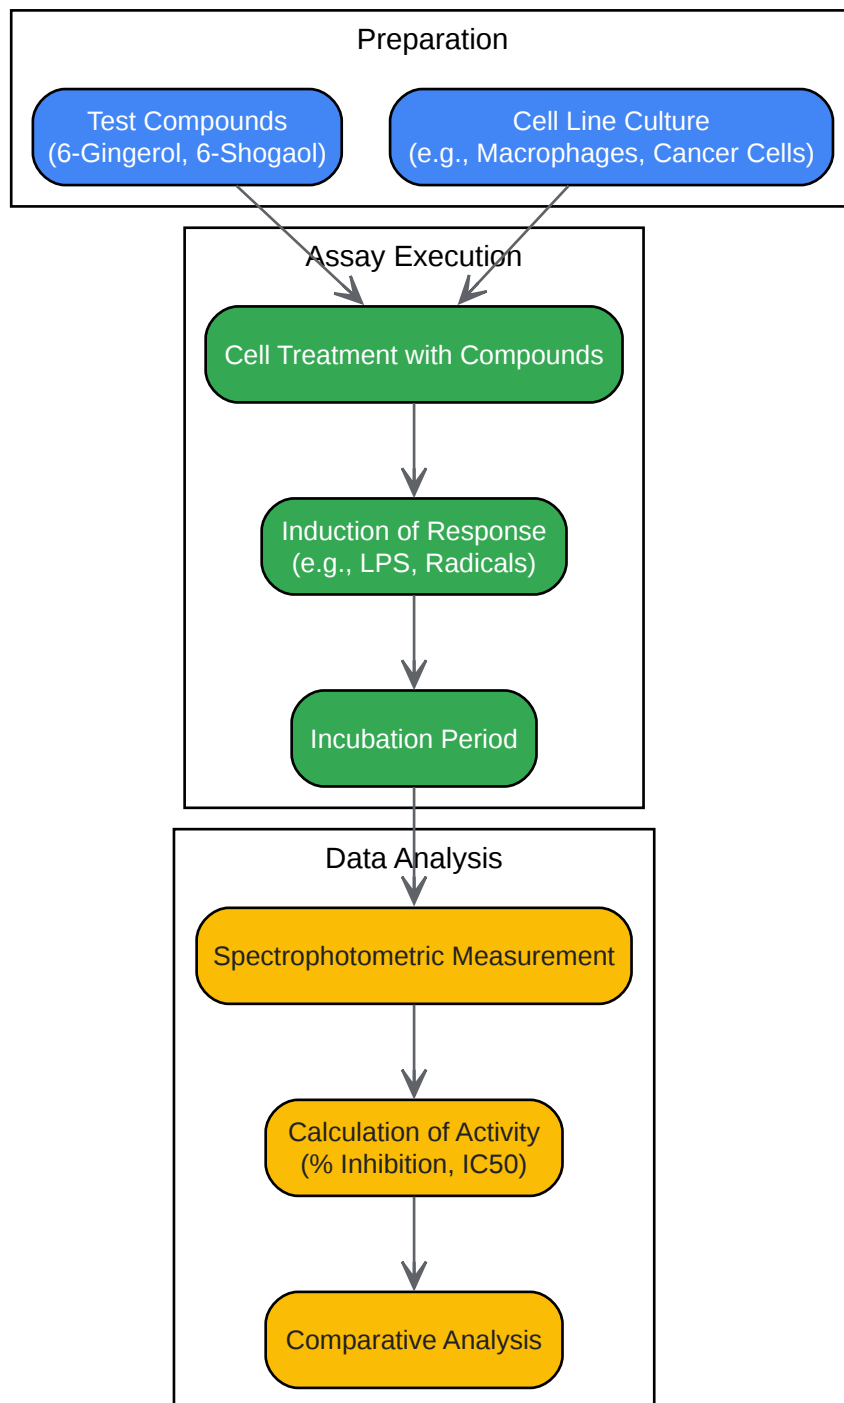 Preparation
Test Compounds
(6-Gingerol, 6-Shogaol)
Cell Line Culture
(e.g., Macrophages, Cancer Cells)
Assay Execution
Cell Treatment with Compounds
Induction of Response
(e.g., LPS, Radicals)
Incubation Period
Data Analysis
Spectrophotometric Measurement
Calculation of Activity
(% Inhibition, IC50)
Comparative Analysis